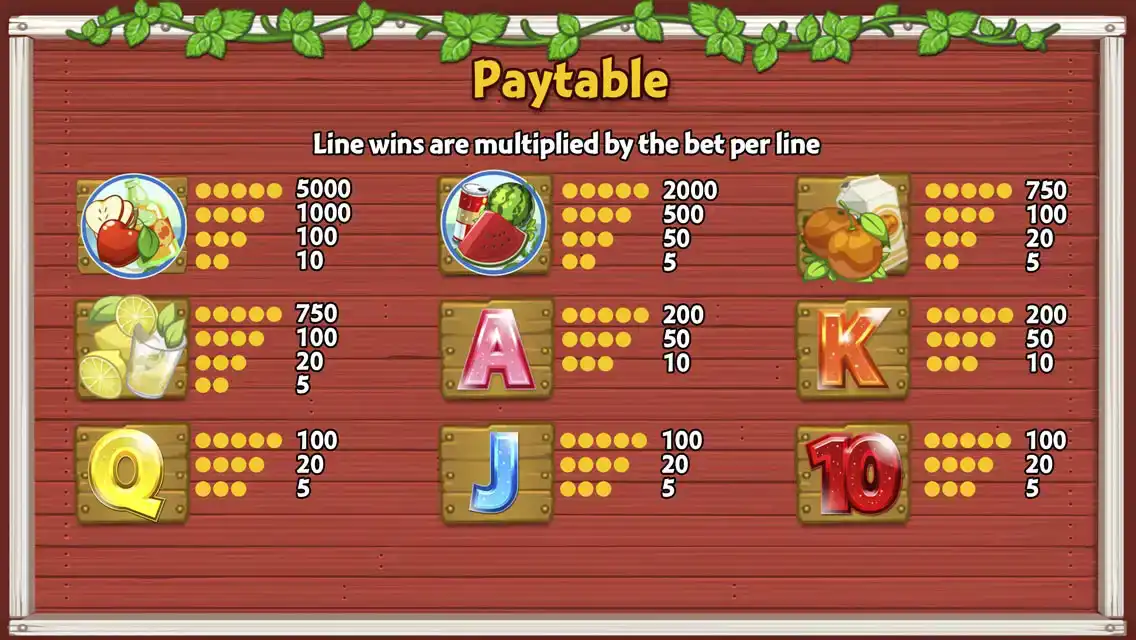 Paytable
Line wins are multiplied by the bet per line
5000 2000 750
1000 500 100
100 50 20
10 5 5
750 A 200 K 200
100 50 50
20 10 10
5
Q 100 J 100 10 100
20 20 20
5 5 5